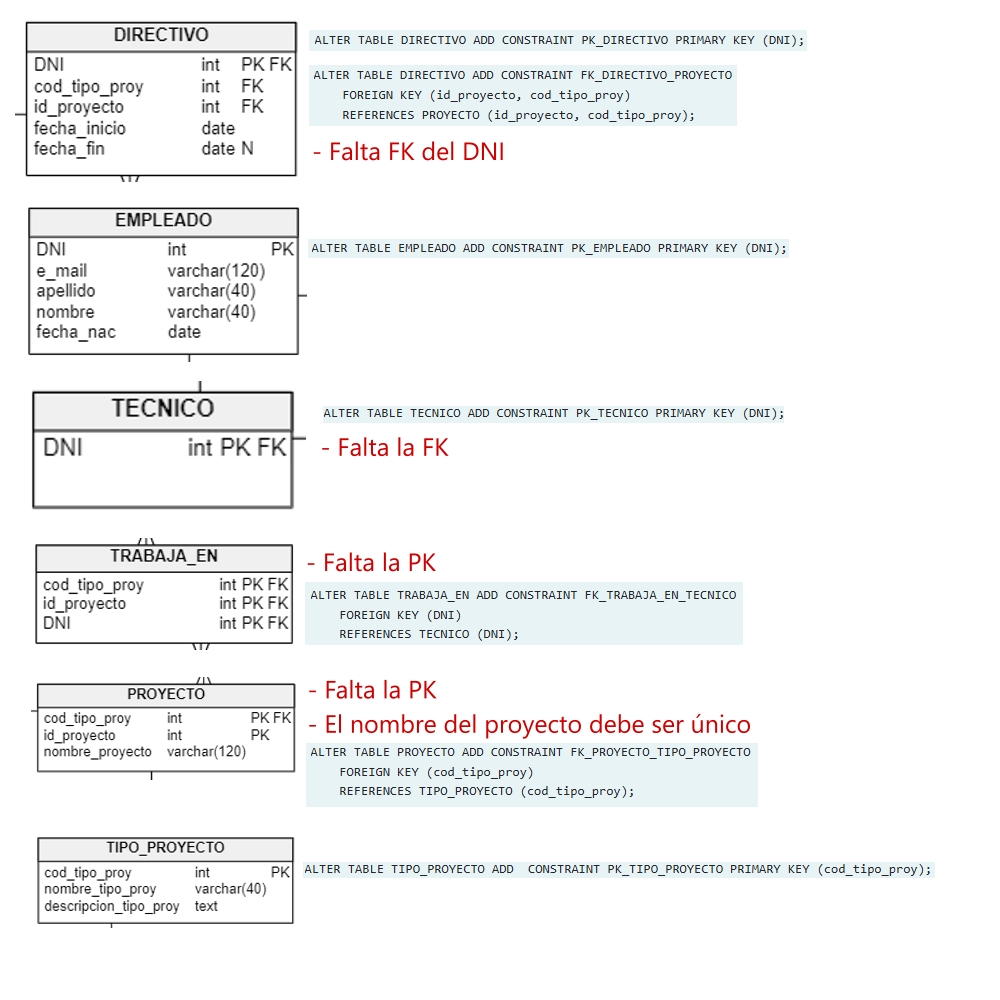 DIRECTIVO
DNI int PK FK
cod_tipo_proy int FK
id_proyecto int FK
fecha_inicio date
fecha_fin date N
ALTER TABLE DIRECTIVO ADD CONSTRAINT PK_DIRECTIVO PRIMARY KEY (DNI);
ALTER TABLE DIRECTIVO ADD CONSTRAINT FK_DIRECTIVO_PROYECTO
FOREIGN KEY (id_proyecto, cod_tipo_proy)
REFERENCES PROYECTO (id_proyecto, cod_tipo_proy);
- Falta FK del DNI
EMPLEADO
DNI int PK
e_mail varchar(120)
apellido varchar(40)
nombre varchar(40)
fecha_nac date
ALTER TABLE EMPLEADO ADD CONSTRAINT PK_EMPLEADO PRIMARY KEY (DNI);
TECNICO
DNI int PK FK
ALTER TABLE TECNICO ADD CONSTRAINT PK_TECNICO PRIMARY KEY (DNI);
- Falta la FK
TRABAJA_EN
cod_tipo_proy int PK FK
id_proyecto int PK FK
DNI int PK FK
- Falta la PK
ALTER TABLE TRABAJA_EN ADD CONSTRAINT FK_TRABAJA_EN_TECNICO
FOREIGN KEY (DNI)
REFERENCES TECNICO (DNI);
PROYECTO
cod_tipo_proy int PK FK
id_proyecto int PK
nombre_proyecto varchar(120)
- Falta la PK
- El nombre del proyecto debe ser único
ALTER TABLE PROYECTO ADD CONSTRAINT FK_PROYECTO_TIPO_PROYECTO
FOREIGN KEY (cod_tipo_proy)
REFERENCES TIPO_PROYECTO (cod_tipo_proy);
TIPO_PROYECTO
cod_tipo_proy int PK
nombre_tipo_proy varchar(40)
descripcion_tipo_proy text
ALTER TABLE TIPO_PROYECTO ADD  CONSTRAINT PK_TIPO_PROYECTO PRIMARY KEY (cod_tipo_proy);